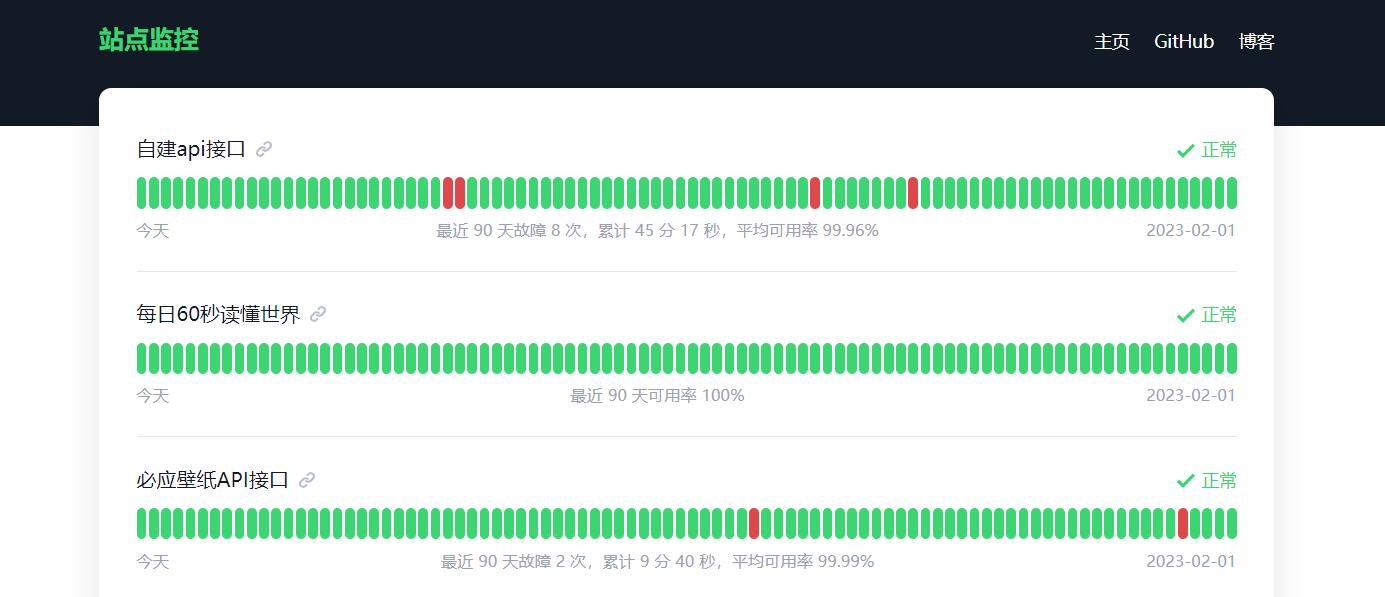 站点监控
主页 GitHub 博客
自建api接口 正常
今天 最近 90 天故障 8 次，累计 45 分 17 秒，平均可用率 99.96% 2023-02-01
每日60秒读懂世界 正常
今天 最近 90 天可用率 100% 2023-02-01
必应壁纸API接口 正常
今天 最近 90 天故障 2 次，累计 9 分 40 秒，平均可用率 99.99% 2023-02-01